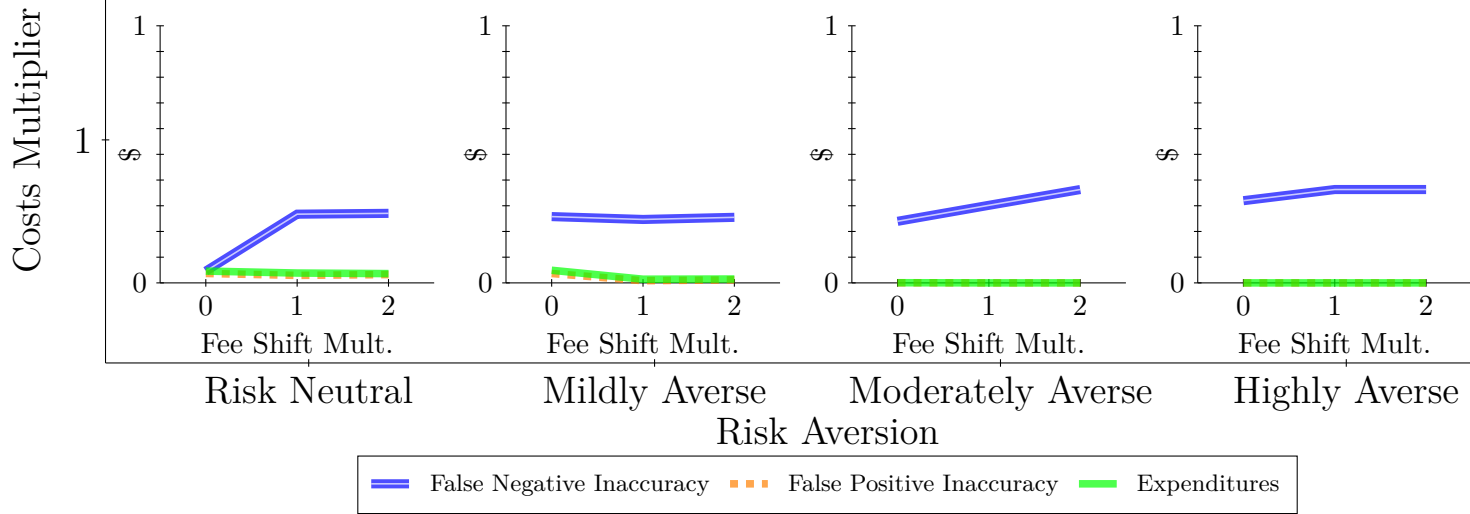 Costs Multiplier
1
1
$
0
0 1 2
Fee Shift Mult.
1
$
0
0 1 2
Fee Shift Mult.
1
$
0
0 1 2
Fee Shift Mult.
1
$
0
0 1 2
Fee Shift Mult.
Risk Neutral
Mildly Averse
Moderately Averse
Highly Averse
Risk Aversion
False Negative Inaccuracy
False Positive Inaccuracy
Expenditures